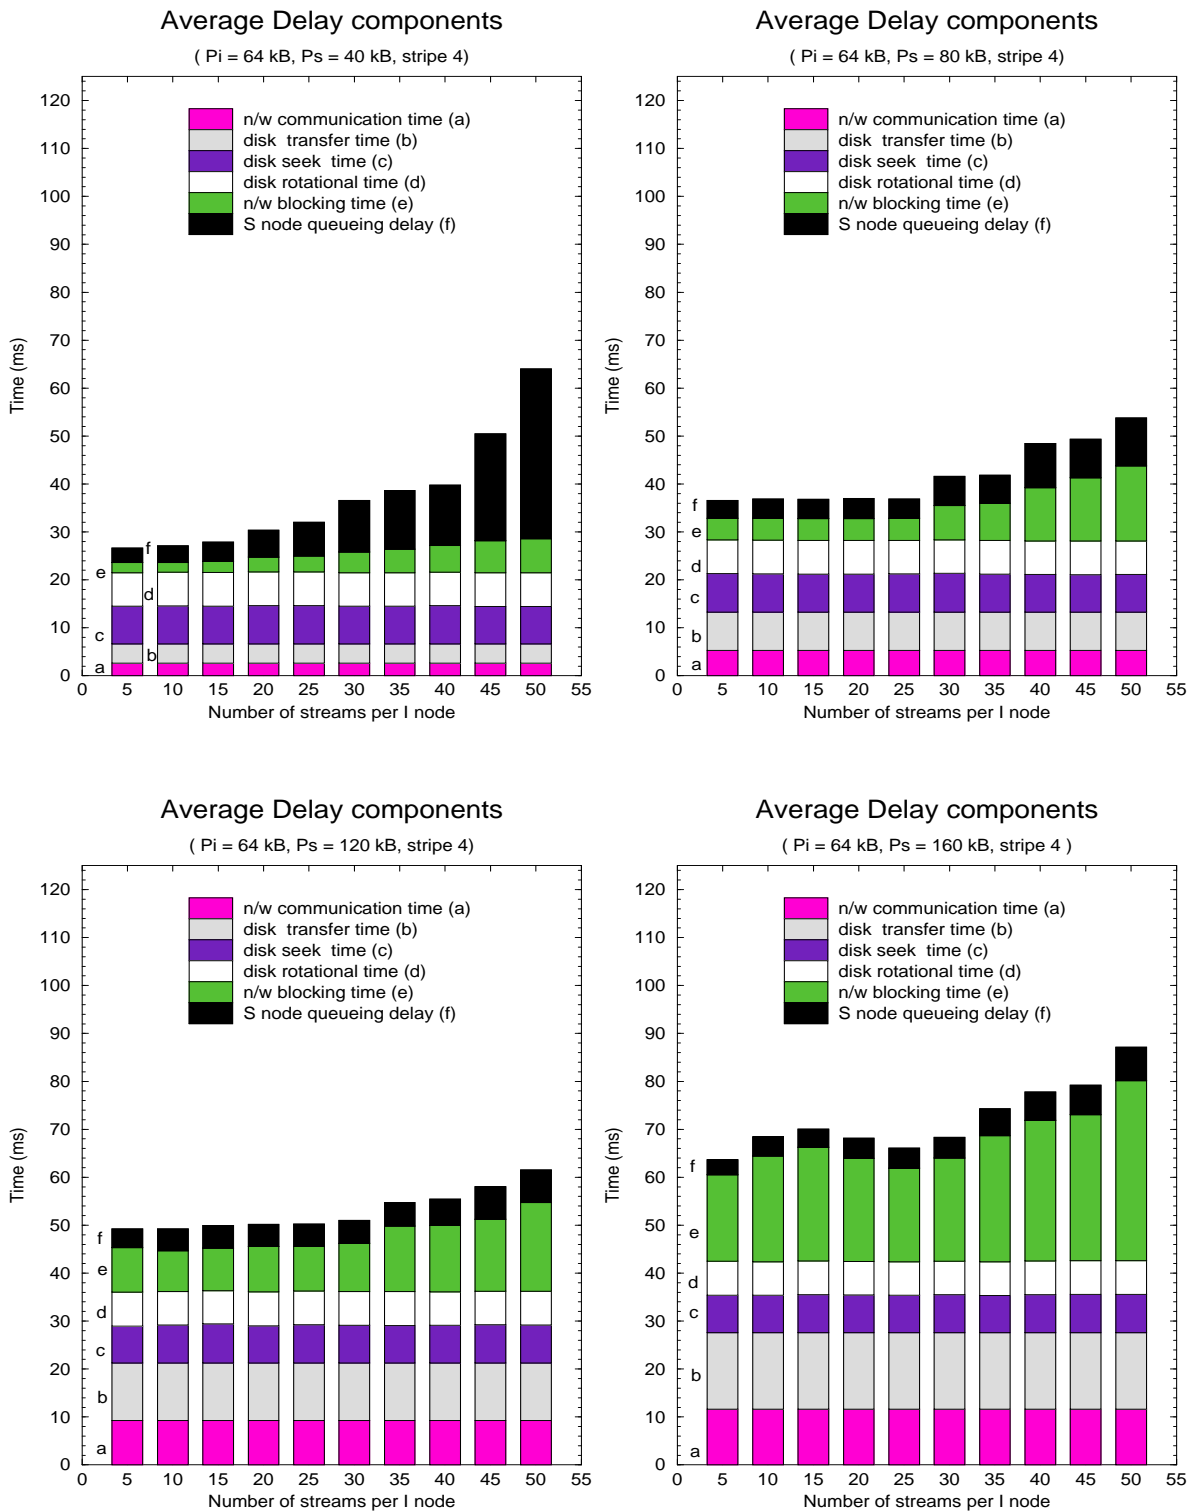 Average Delay components
( Pi = 64 kB, Ps = 40 kB, stripe 4)
n/w communication time (a)
disk transfer time (b)
disk seek time (c)
disk rotational time (d)
n/w blocking time (e)
S node queueing delay (f)
Time (ms)
120
110
100
90
80
70
60
50
40
30
20
10
0
f
e
d
c
b
a
0 5 10 15 20 25 30 35 40 45 50 55
Number of streams per I node
Average Delay components
( Pi = 64 kB, Ps = 80 kB, stripe 4)
n/w communication time (a)
disk transfer time (b)
disk seek time (c)
disk rotational time (d)
n/w blocking time (e)
S node queueing delay (f)
Time (ms)
120
110
100
90
80
70
60
50
40
30
20
10
0
f
e
d
c
b
a
0 5 10 15 20 25 30 35 40 45 50 55
Number of streams per I node
Average Delay components
( Pi = 64 kB, Ps = 120 kB, stripe 4)
n/w communication time (a)
disk transfer time (b)
disk seek time (c)
disk rotational time (d)
n/w blocking time (e)
S node queueing delay (f)
Time (ms)
120
110
100
90
80
70
60
50
40
30
20
10
0
f
e
d
c
b
a
0 5 10 15 20 25 30 35 40 45 50 55
Number of streams per I node
Average Delay components
( Pi = 64 kB, Ps = 160 kB, stripe 4 )
n/w communication time (a)
disk transfer time (b)
disk seek time (c)
disk rotational time (d)
n/w blocking time (e)
S node queueing delay (f)
Time (ms)
120
110
100
90
80
70
60
50
40
30
20
10
0
f
e
d
c
b
a
0 5 10 15 20 25 30 35 40 45 50 55
Number of streams per I node